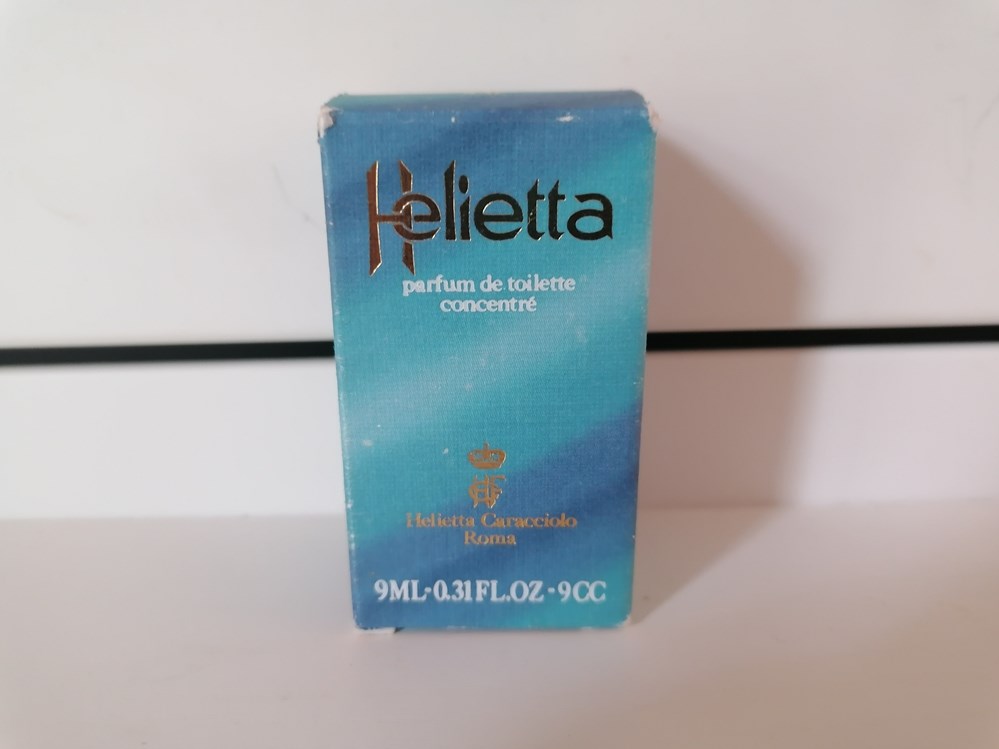 Helietta
parfum de toilette
concentré
Helietta Caracciolo
Roma
9ML-0.31FL.OZ-9CC